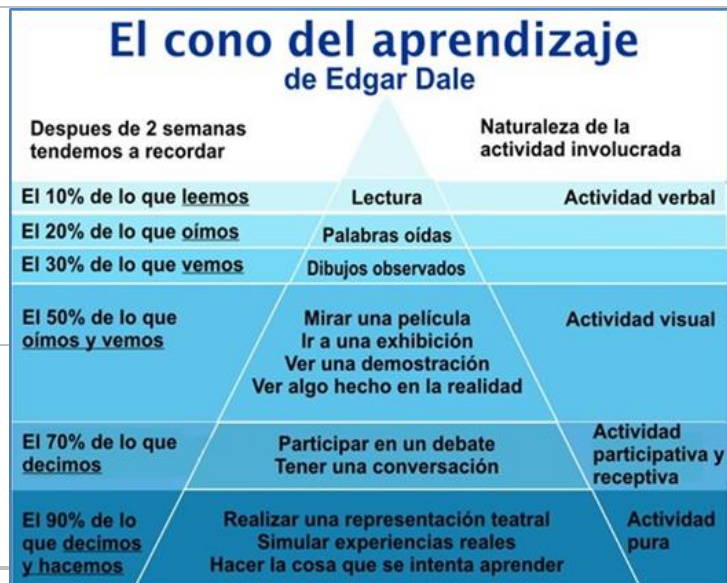 El cono del aprendizaje
de Edgar Dale
Despues de 2 semanas
tendemos a recordar
Naturaleza de la
actividad involucrada
El 10% de lo que leemos
Lectura
Actividad verbal
El 20% de lo que oímos
Palabras oídas
El 30% de lo que vemos
Dibujos observados
El 50% de lo que
oímos y vemos
Mirar una película
Ir a una exhibición
Ver una demostración
Ver algo hecho en la realidad
Actividad visual
El 70% de lo que
decimos
Participar en un debate
Tener una conversación
Actividad
participativa y
receptiva
El 90% de lo
que decimos
y hacemos
Realizar una representación teatral
Simular experiencias reales
Hacer la cosa que se intenta aprender
Actividad
pura